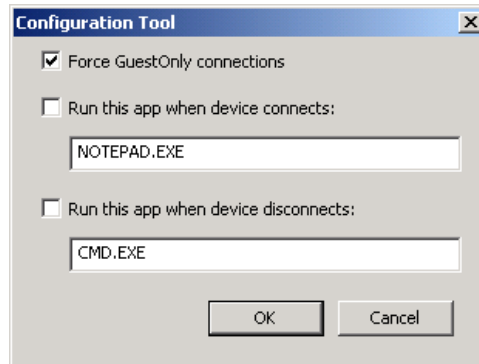 Configuration Tool
Force GuestOnly connections
Run this app when device connects:
NOTEPAD.EXE
Run this app when device disconnects:
CMD.EXE
OK Cancel